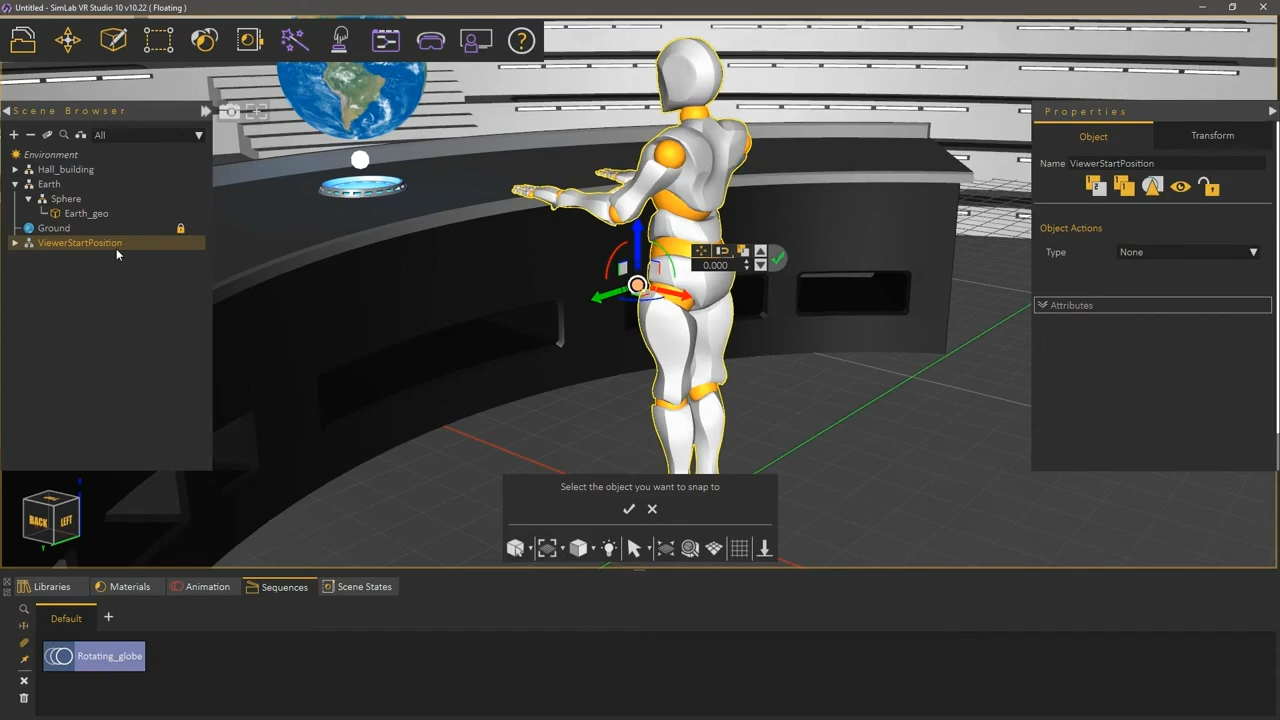 Untitled - SimLab VR Studio 10 v10.22 ( Floating )
Scene Browser
All
Environment
Hall_building
Earth
Sphere
Earth_geo
Ground
ViewerStartPosition
0.000
Properties
Object
Transform
Name ViewerStartPosition
Object Actions
Type None
Attributes
BACK LEFT
Select the object you want to snap to
Libraries
Materials
Animation
Sequences
Scene States
Default
Rotating_globe